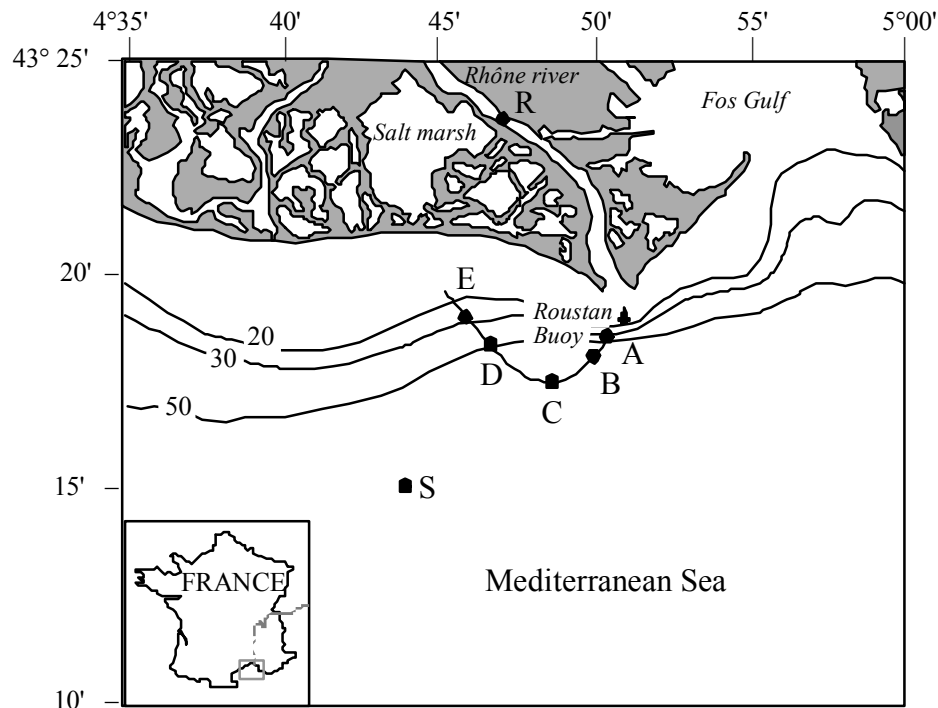 4°35' 40' 45' 50' 55' 5°00'
43° 25'
Rhône river
R
Fos Gulf
Salt marsh
20'
E
Roustan
Buoy
20
30
A
D
B
50
C
15'
S
FRANCE
Mediterranean Sea
10'